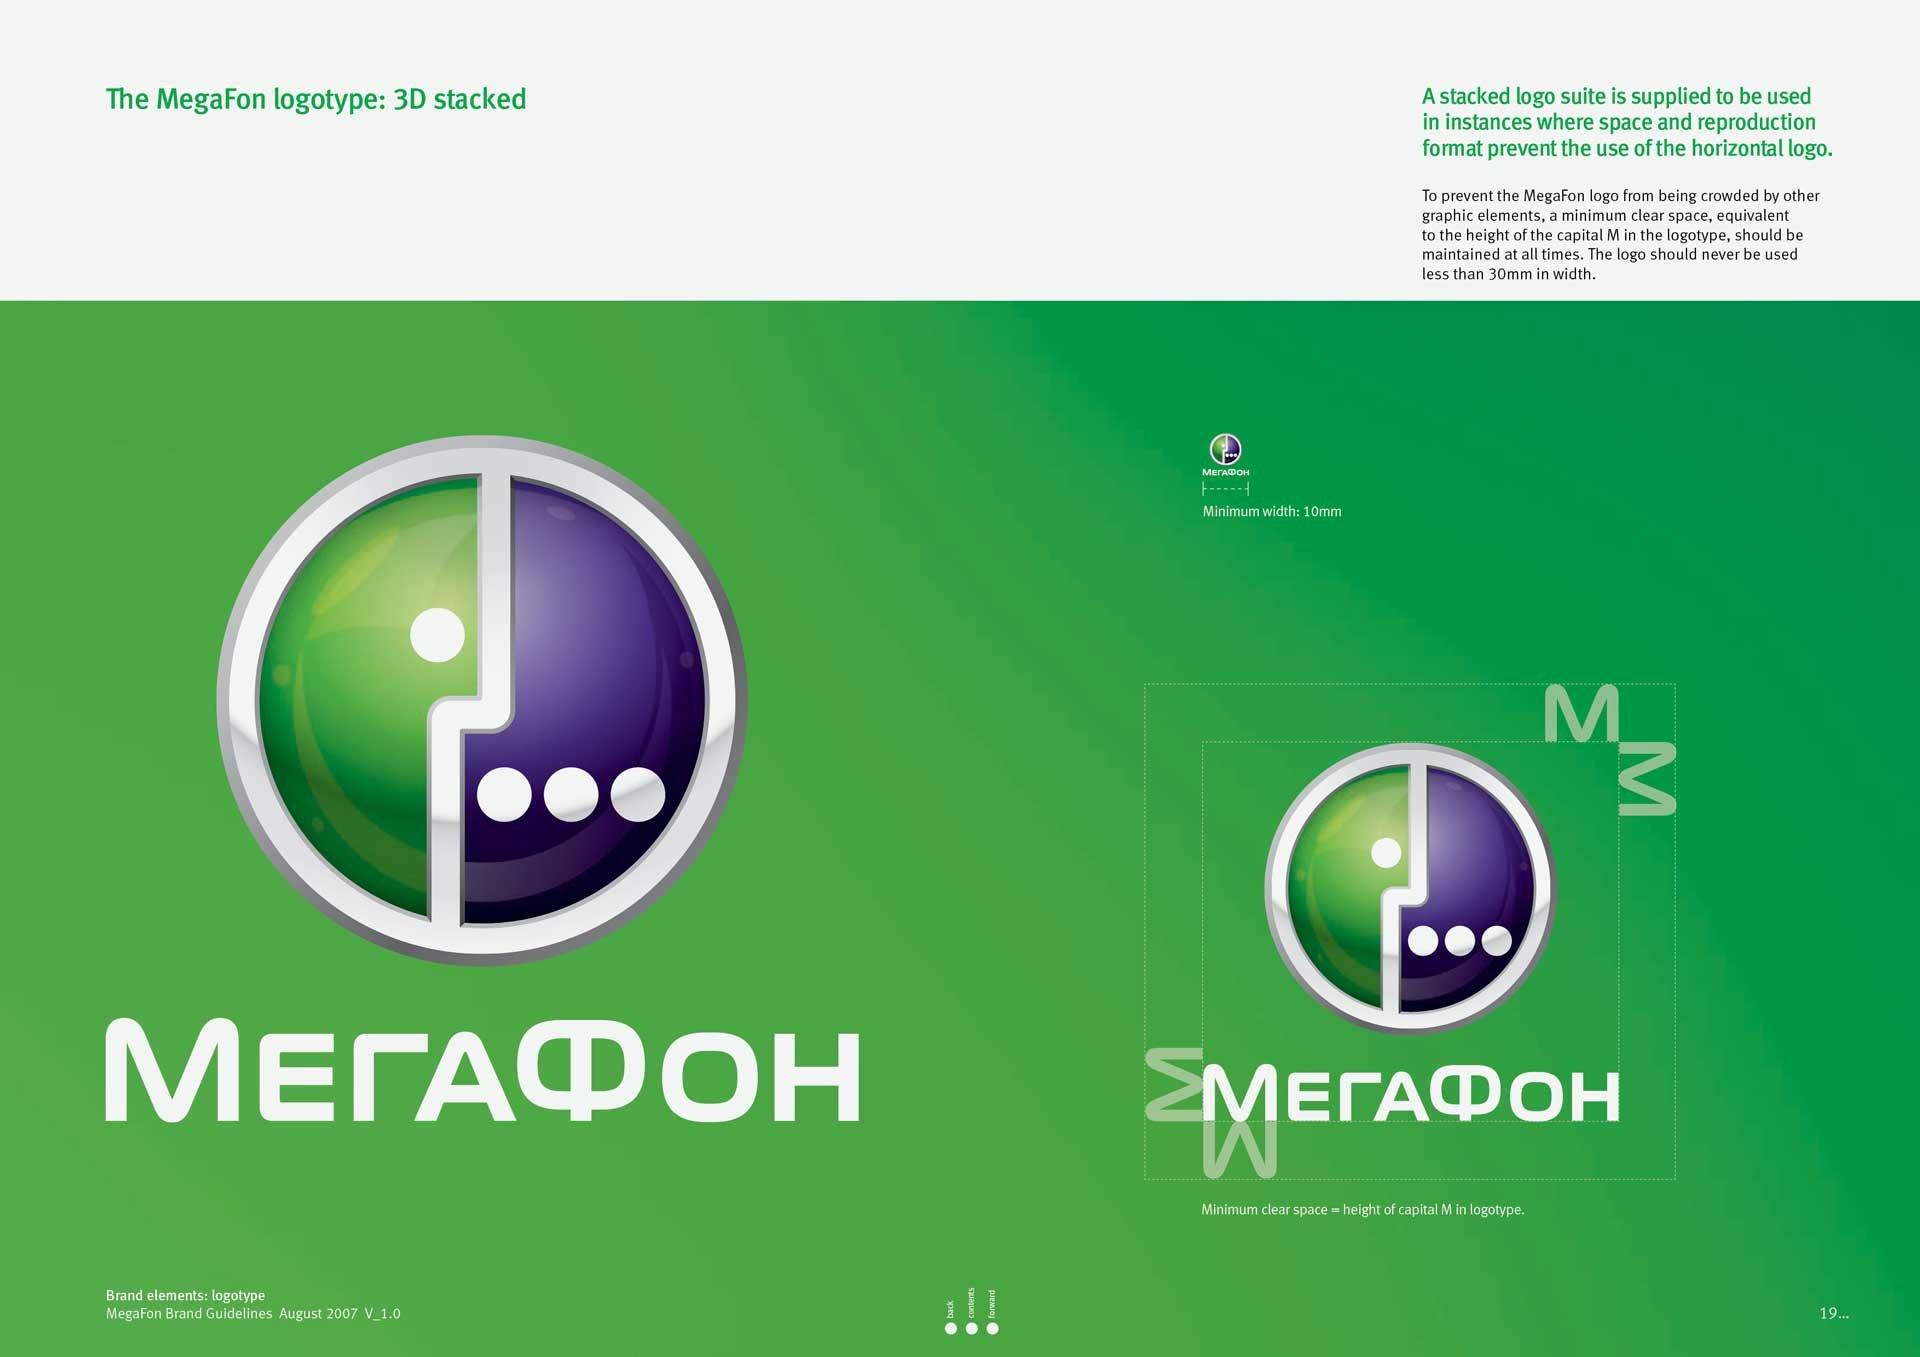 The MegaFon logotype: 3D stacked
A stacked logo suite is supplied to be used
in instances where space and reproduction
format prevent the use of the horizontal logo.
To prevent the MegaFon logo from being crowded by other
graphic elements, a minimum clear space, equivalent
to the height of the capital M in the logotype, should be
maintained at all times. The logo should never be used
less than 30mm in width.
МегаФон
МегаФон
Minimum width: 10mm
M
M
M
МегаФон
M
Minimum clear space = height of capital M in logotype.
Brand elements: logotype
MegaFon Brand Guidelines August 2007 V_1.0
back
contents
forward
19...